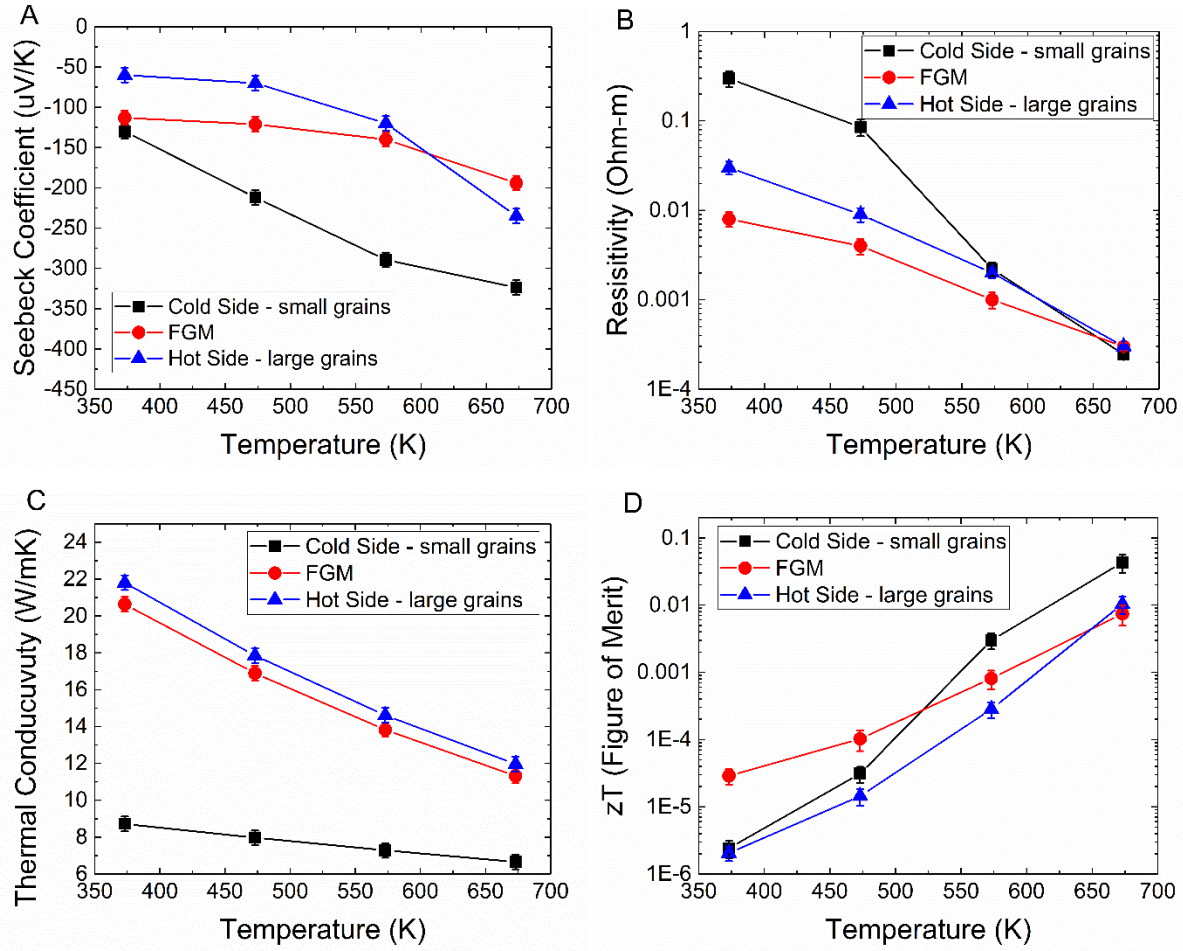 A
0
-50
-100
-150
-200
-250
-300
-350
-400
-450
Seebeck Coefficient (uV/K)
Cold Side - small grains
FGM
Hot Side - large grains
350 400 450 500 550 600 650 700
Temperature (K)
B
1
0.1
0.01
0.001
1E-4
Resisitivity (Ohm-m)
Cold Side - small grains
FGM
Hot Side - large grains
350 400 450 500 550 600 650 700
Temperature (K)
C
24
22
20
18
16
14
12
10
8
6
Thermal Conducuvuty (W/mK)
Cold Side - small grains
FGM
Hot Side - large grains
350 400 450 500 550 600 650 700
Temperature (K)
D
0.1
0.01
0.001
1E-4
1E-5
1E-6
zT (Figure of Merit)
Cold Side - small grains
FGM
Hot Side - large grains
350 400 450 500 550 600 650 700
Temperature (K)